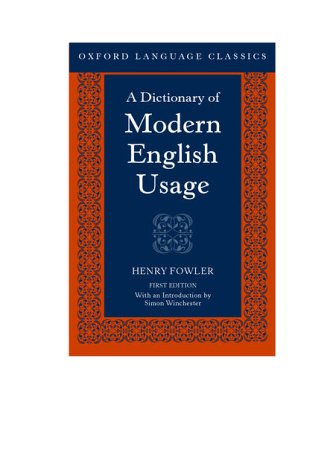 OXFORD LANGUAGE CLASSICS
A Dictionary of
Modern
English
Usage
HENRY FOWLER
FIRST EDITION
With an Introduction by
Simon Winchester